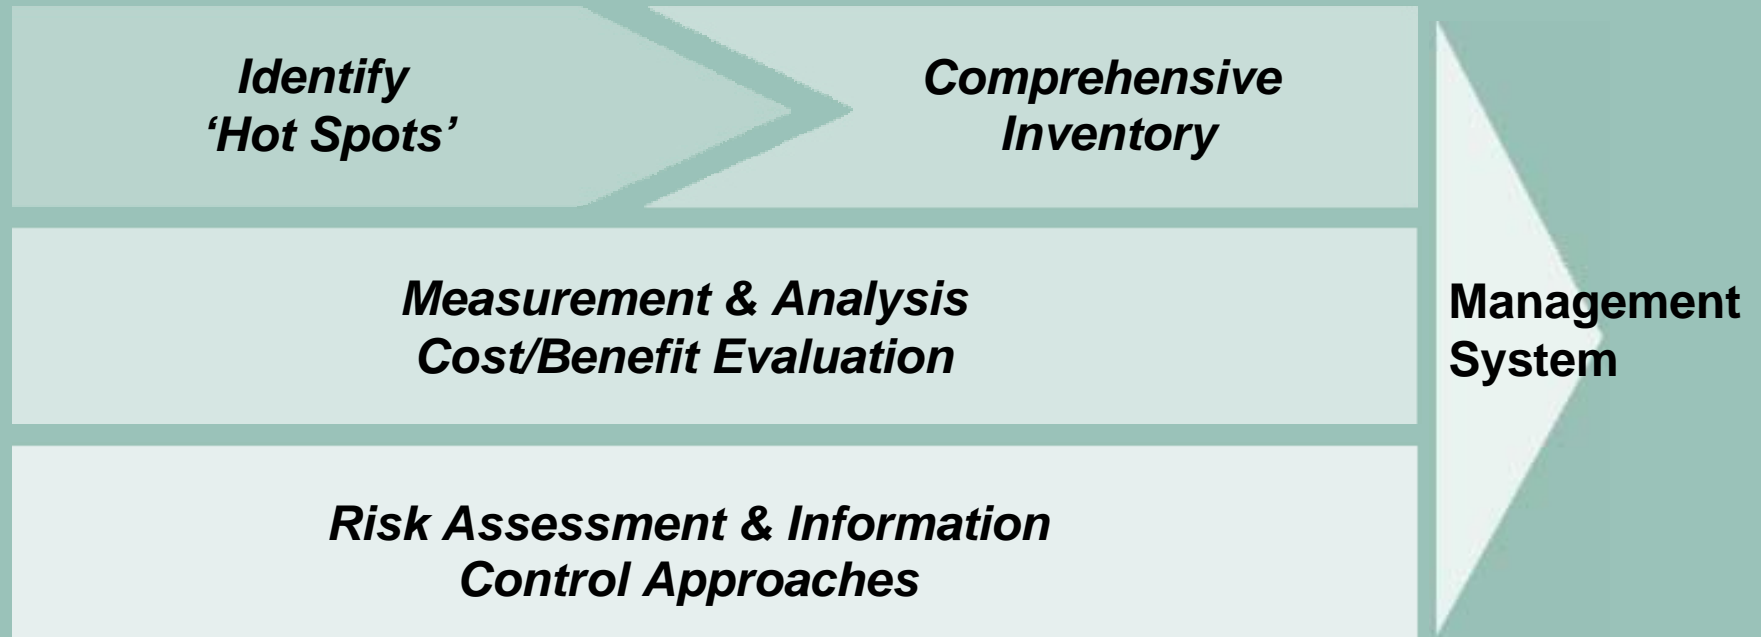 Identify
‘Hot Spots’
Comprehensive
Inventory
Measurement & Analysis
Cost/Benefit Evaluation
Risk Assessment & Information
Control Approaches
Management
System